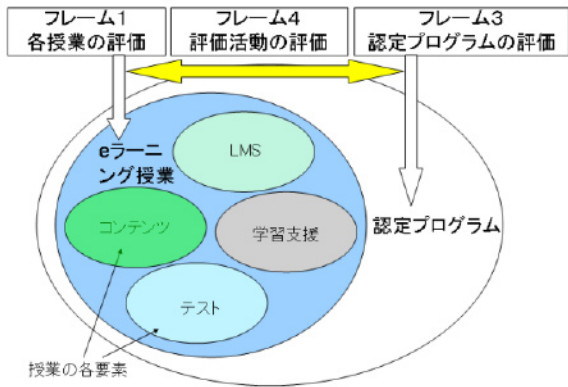 フレーム1
各授業の評価
フレーム4
評価活動の評価
フレーム3
認定プログラムの評価
eラーニ
ング授業
LMS
コンテンツ
学習支援
認定プログラム
テスト
授業の各要素